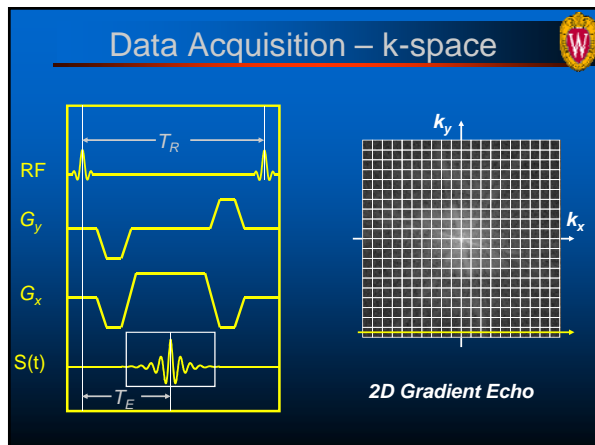 Data Acquisition – k-space
W
T_R
RF
G_y
G_x
S(t)
T_E
k_y
k_x
2D Gradient Echo